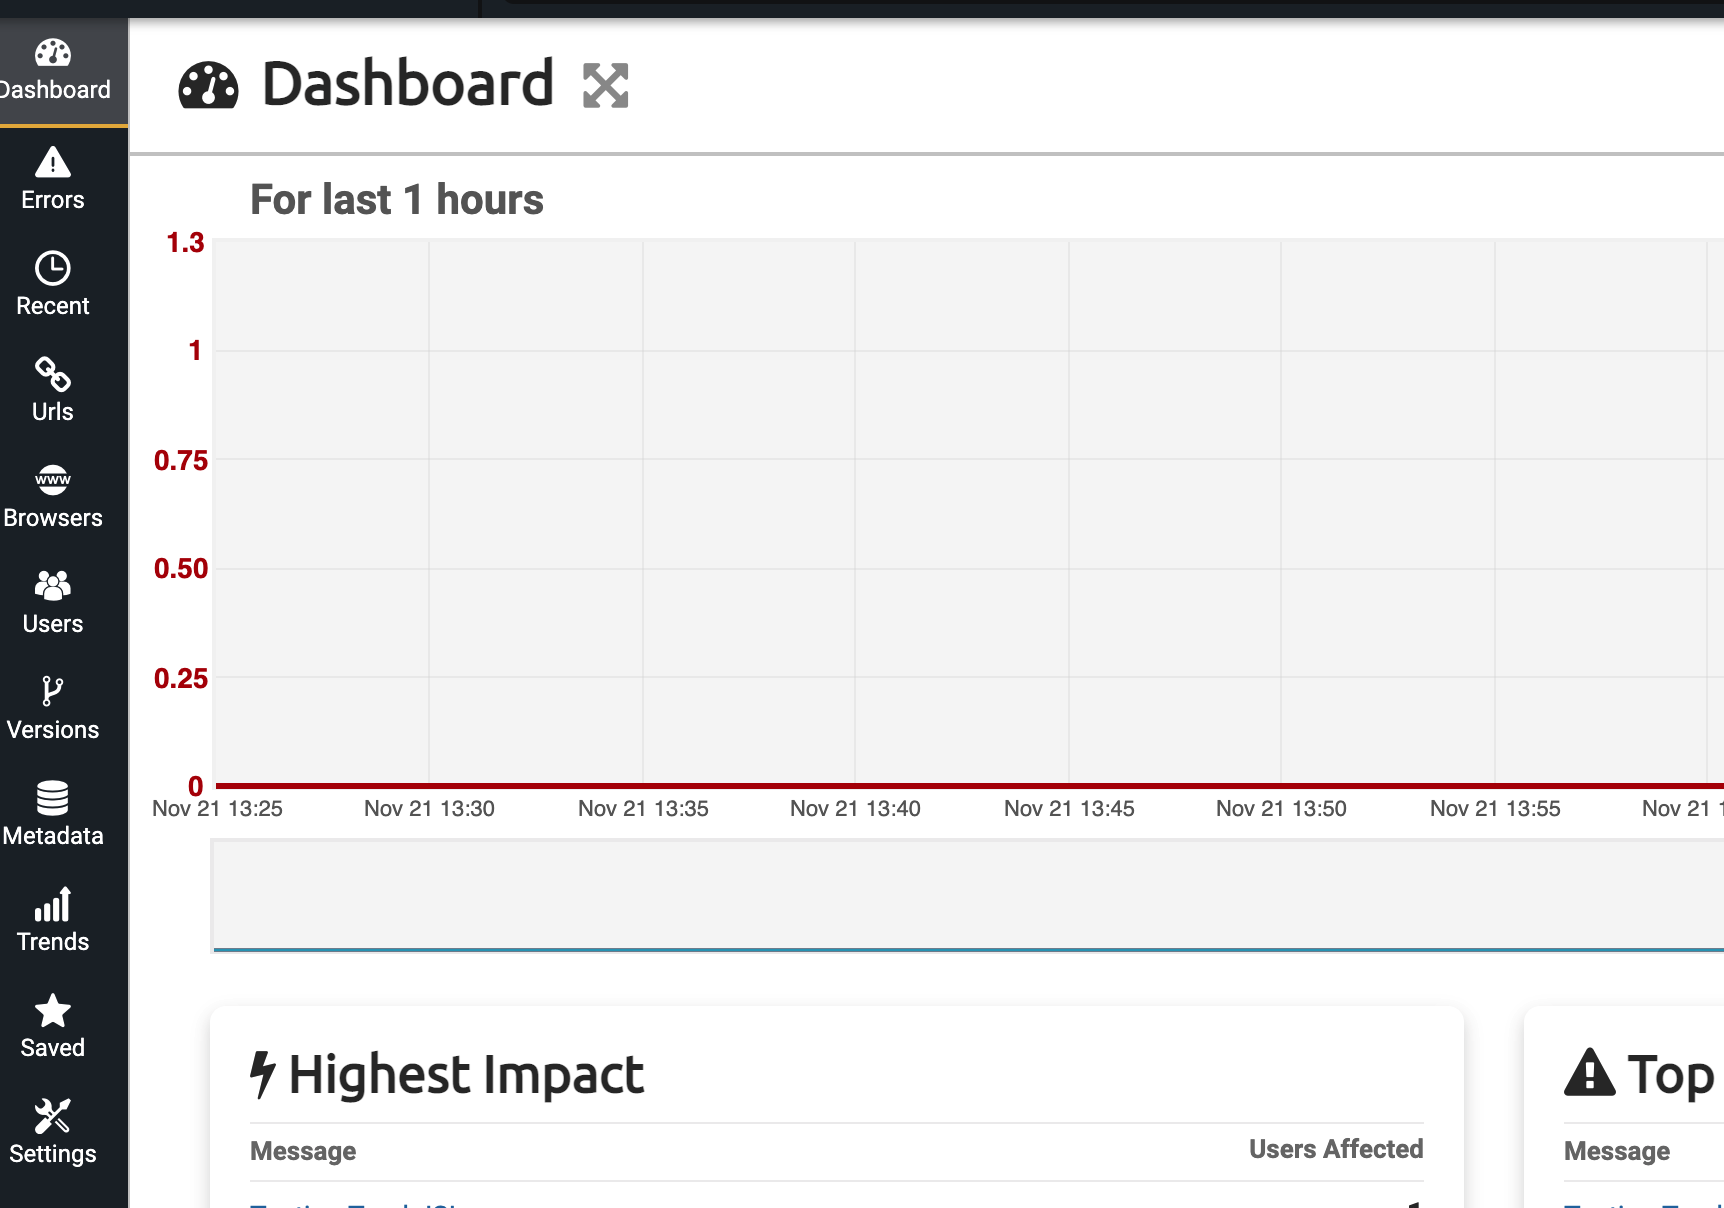 Dashboard
Errors
Recent
Urls
www
Browsers
Users
Versions
Metadata
Trends
Saved
Settings
Dashboard
For last 1 hours
1.3
1
0.75
0.50
0.25
0
Nov 21 13:25 Nov 21 13:30 Nov 21 13:35 Nov 21 13:40 Nov 21 13:45 Nov 21 13:50 Nov 21 13:55 Nov 21 1
Highest Impact
Message Users Affected
1
Top
Message